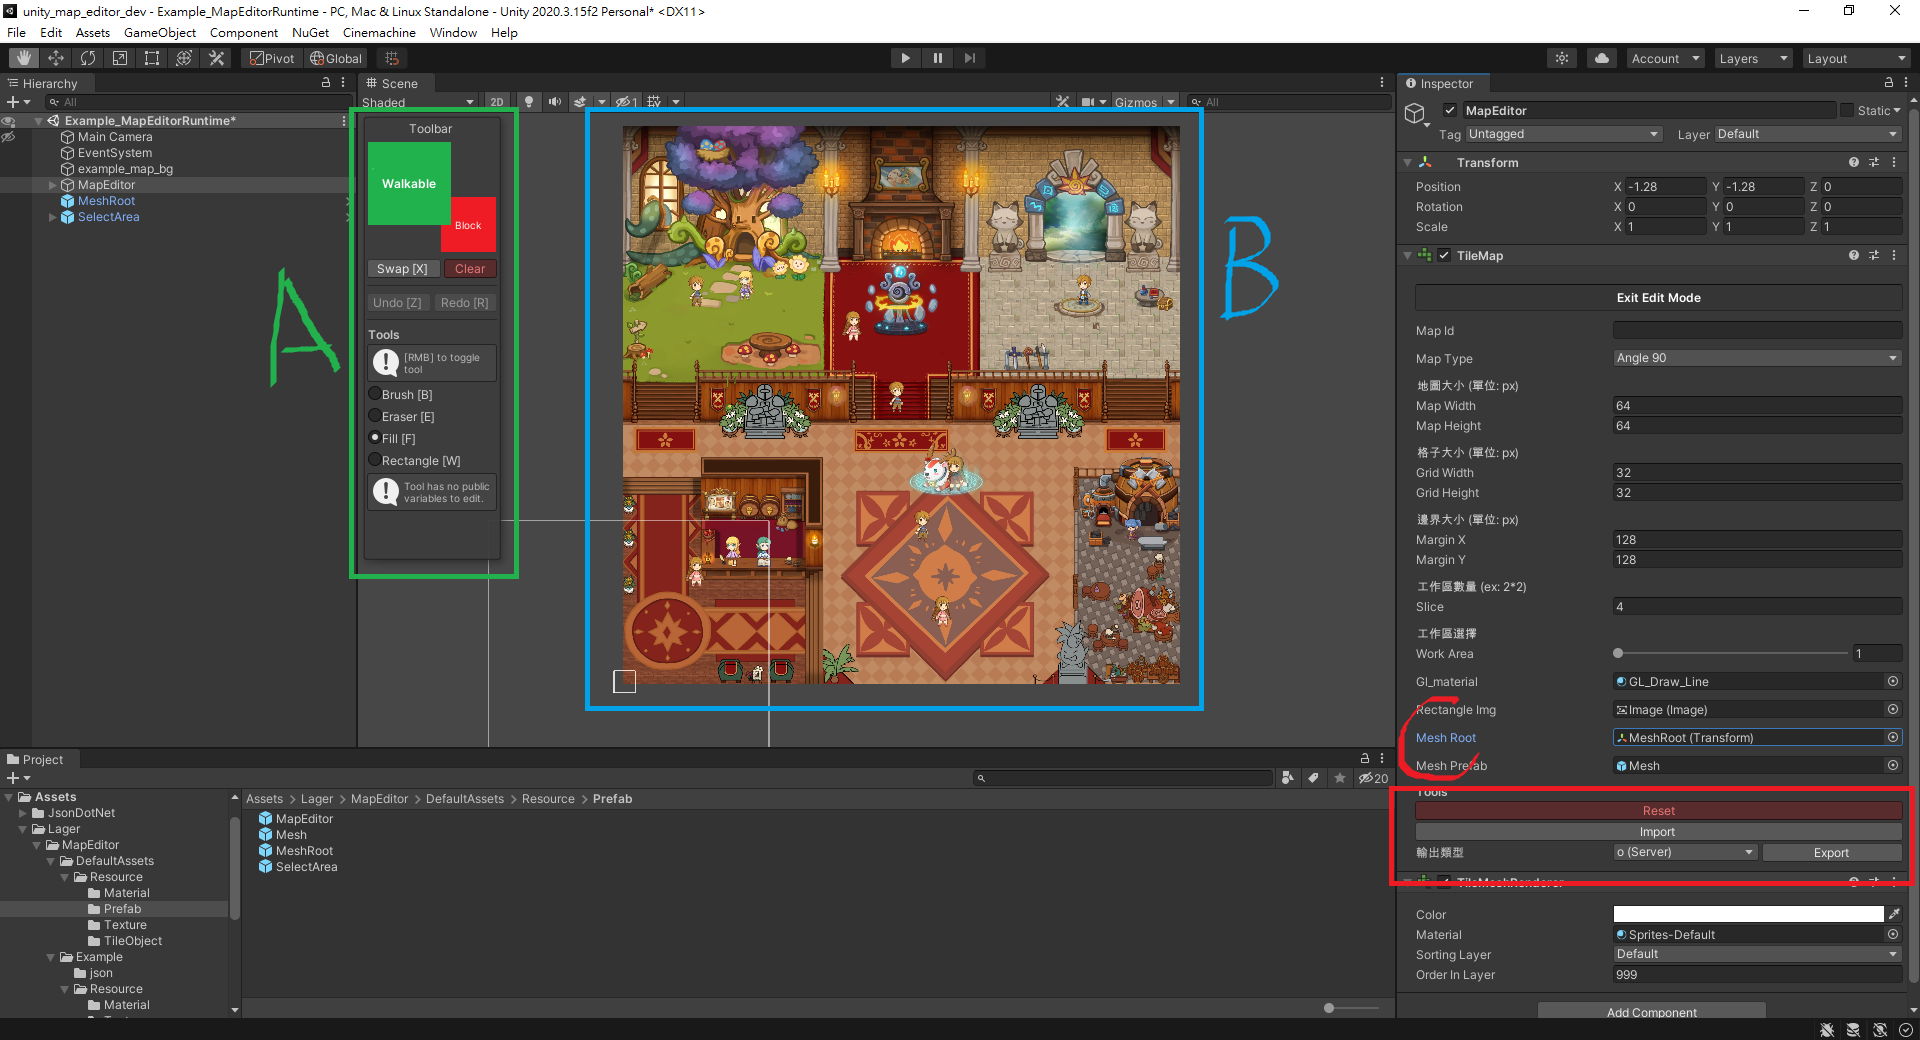 unity_map_editor_dev - Example_MapEditorRuntime - PC, Mac & Linux Standalone - Unity 2020.3.15f2 Personal* <DX11>
File Edit Assets GameObject Component NuGet Cinemachine Window Help
Pivot Global Account Layers Layout
Hierarchy
All
Example_MapEditorRuntime*
Main Camera
EventSystem
example_map_bg
MapEditor
MeshRoot
SelectArea
A
Scene
Shaded 2D 1 Gizmos All
Toolbar
Walkable
Block
Swap [X] Clear
Undo [Z] Redo [R]
Tools
[RMB] to toggle
tool
Brush [B]
Eraser [E]
Fill [F]
Rectangle [W]
Tool has no public
variables to edit.
B
Inspector
MapEditor Static
Tag Untagged Layer Default
Transform
Position X -1.28 Y -1.28 Z 0
Rotation X 0 Y 0 Z 0
Scale X 1 Y 1 Z 1
TileMap
Exit Edit Mode
Map Id
Map Type Angle 90
地圖大小 (單位: px)
Map Width 64
Map Height 64
格子大小 (單位: px)
Grid Width 32
Grid Height 32
邊界大小 (單位: px)
Margin X 128
Margin Y 128
工作區數量 (ex: 2*2)
Slice 4
工作區選擇
Work Area 1
Gl_material GL_Draw_Line
Rectangle Img Image (Image)
Mesh Root MeshRoot (Transform)
Mesh Prefab Mesh
C
Tools
Reset
Import
輸出類型 o (Server) Export
TileMeshRenderer
Color
Material Sprites-Default
Sorting Layer Default
Order In Layer 999
Add Component
Project
20
Assets
JsonDotNet
Lager
MapEditor
DefaultAssets
Resource
Material
Prefab
Texture
TileObject
Example
json
Resource
Material
Assets > Lager > MapEditor > DefaultAssets > Resource > Prefab
MapEditor
Mesh
MeshRoot
SelectArea